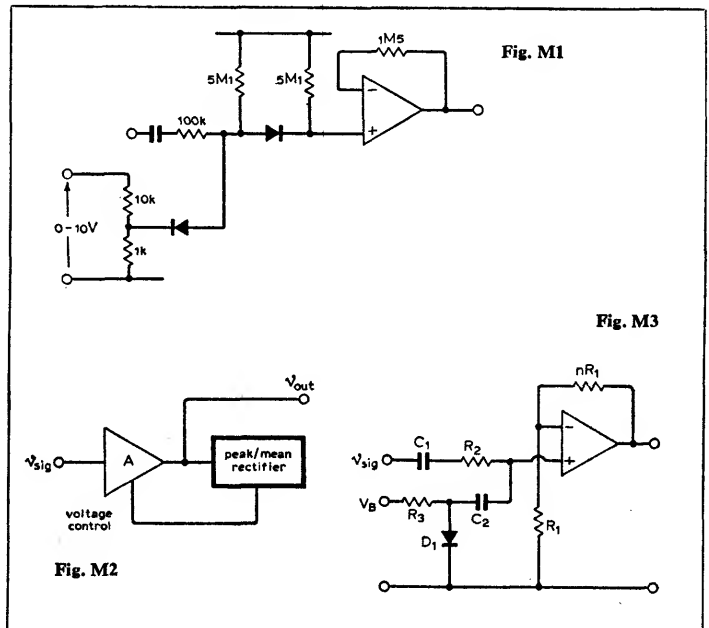 Fig. M1
1M5
5M1
.5M1
−
+
100k
10k
0-10V
1k
Fig. M3
Vout
Vsig
A
peak/mean
rectifier
voltage
control
Fig. M2
nR1
−
+
C1
R2
Vsig
VB
R3
C2
D1
R1